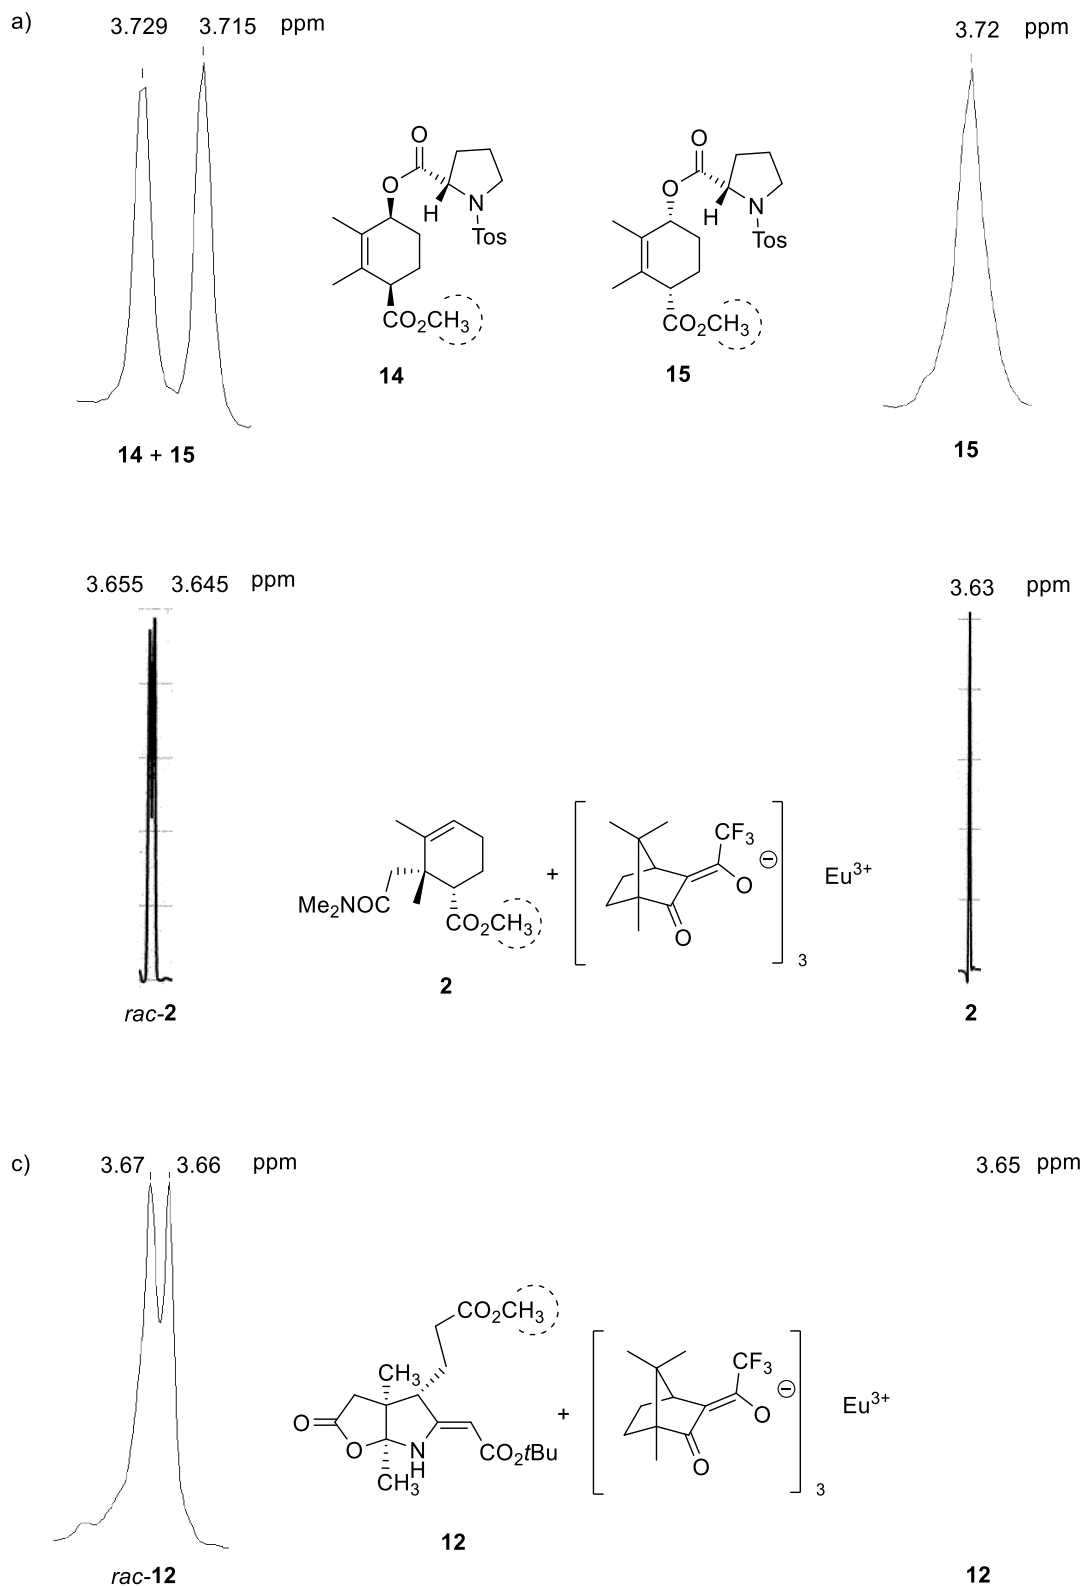 a)
3.729 3.715 ppm
3.72 ppm
O
O
H
N
Tos
CO2CH3
14
O
O
H
N
Tos
CO2CH3
15
14 + 15
15
3.655 3.645 ppm
3.63 ppm
Me2NOC
CO2CH3
2
+
CF3
O
O
⊖
3
Eu3+
rac-2
2
c)
3.67 3.66 ppm
3.65 ppm
CO2CH3
CH3
O
O
N
H
CH3
CO2tBu
12
+
CF3
O
O
⊖
3
Eu3+
rac-12
12